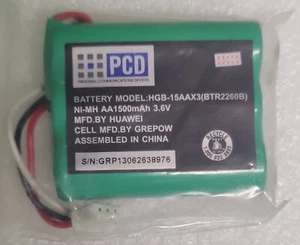 PCD
PERSONAL COMMUNICATIONS DEVICES
BATTERY MODEL:HGB-15AAX3(BTR2260B)
NI-MH AA1500mAh 3.6V
MFD.BY HUAWEI
CELL MFD.BY GREPOW
ASSEMBLED IN CHINA
S/N:GRP13062638976
RECYCLE